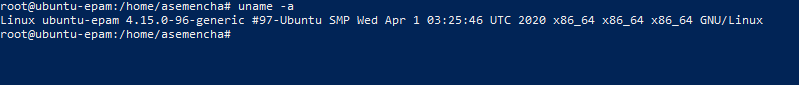 root@ubuntu-epam:/home/asemencha# uname -a
Linux ubuntu-epam 4.15.0-96-generic #97-Ubuntu SMP Wed Apr 1 03:25:46 UTC 2020 x86_64 x86_64 x86_64 GNU/Linux
root@ubuntu-epam:/home/asemencha#